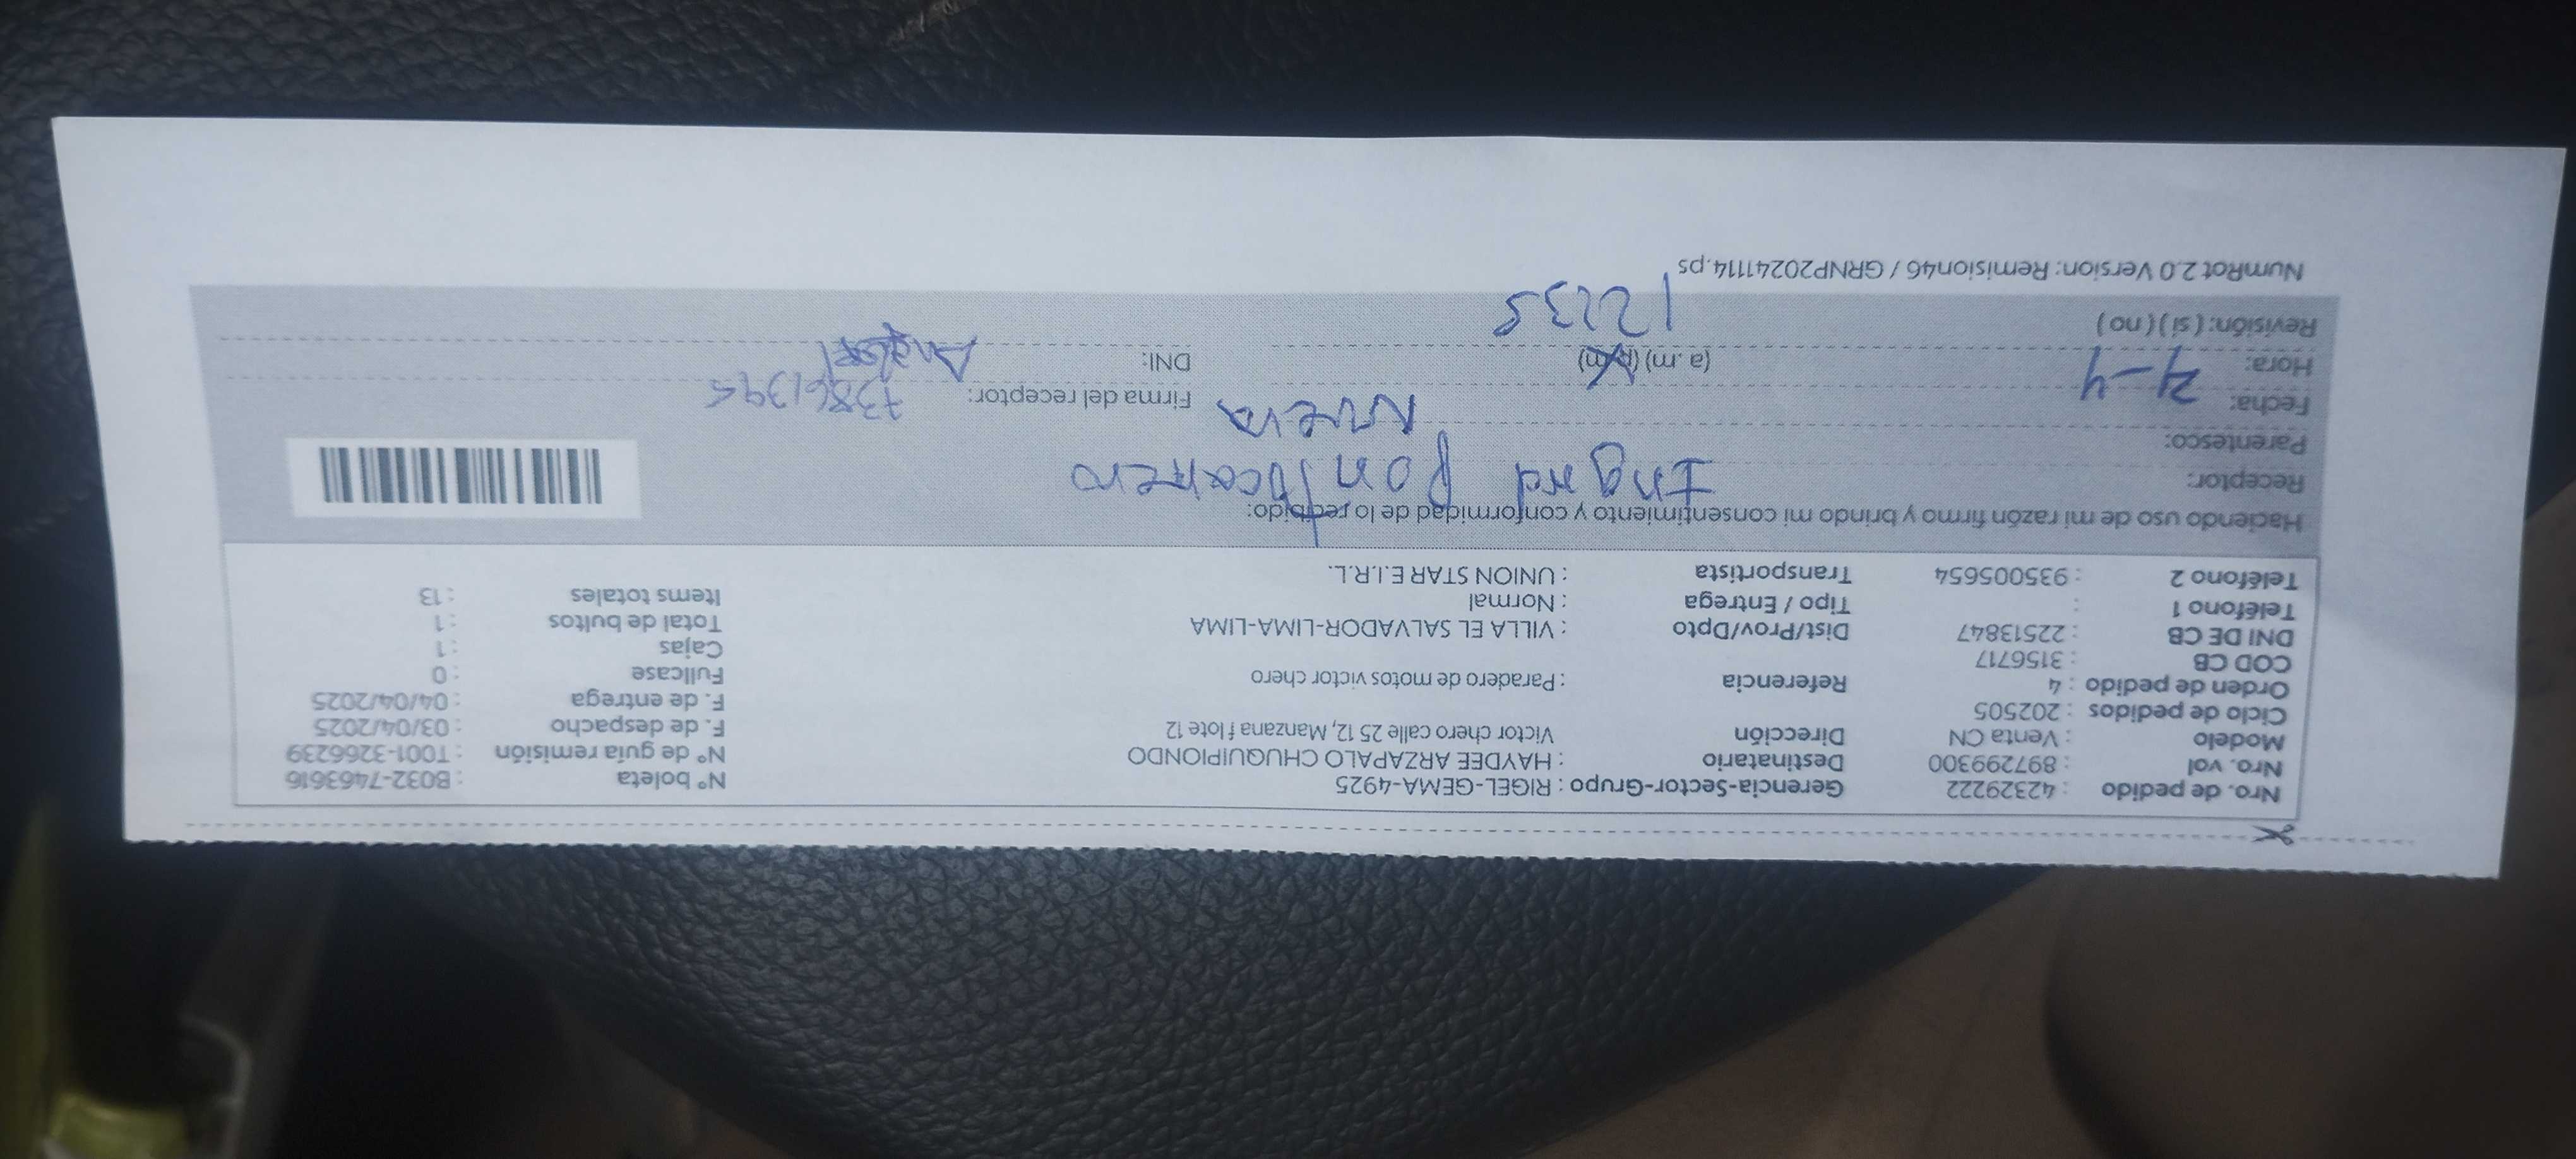 Nro. de pedido : 42329222 Gerencia-Sector-Grupo : RIGEL-GEMA-4925 N° boleta : B032-7463616
Nro. vol : 897299300 Destinatario : HAYDEE ARZAPALO CHUQUIPIONDO N° de guía remisión : T001-3266239
Modelo : Venta CN Dirección Victor chero calle 25 12, Manzana f lote 12 F. de despacho : 03/04/2025
Ciclo de pedidos : 202505 F. de entrega : 04/04/2025
Orden de pedido : 4 Referencia : Paradero de motos victor chero Fullcase : 0
COD CB : 3156717 Cajas : 1
DNI DE CB : 22513847 Dist/Prov/Dpto : VILLA EL SALVADOR-LIMA-LIMA Total de bultos : 1
Teléfono 1 : Tipo / Entrega : Normal Items totales : 13
Teléfono 2 : 935005654 Transportista : UNION STAR E.I.R.L.
Haciendo uso de mi razón firmo y brindo mi consentimiento y conformidad de lo recibido:
Receptor:
Parentesco: nuera
Fecha: 4-4 Firma del receptor: 73861395
Hora: (a.m) (p.m) DNI:
Revisión: ( si ) ( no ) 12235
NumRot 2.0 Version: Remision46 / GRNP20241114.ps